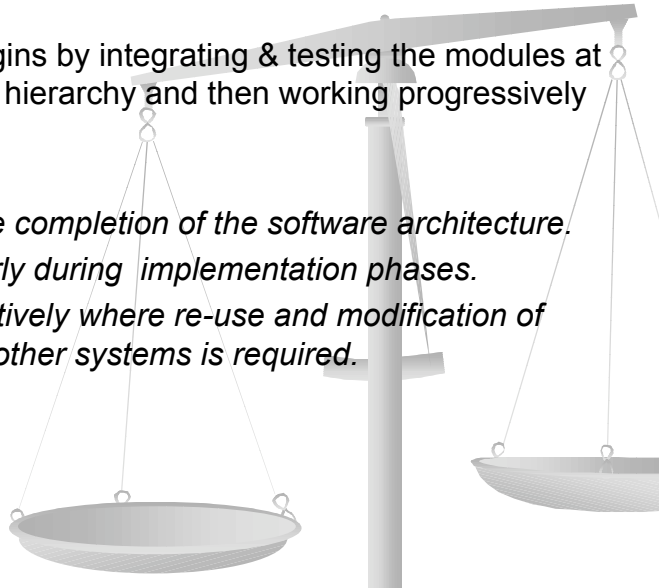 gins by integrating & testing the modules at
hierarchy and then working progressively
e completion of the software architecture.
rly during implementation phases.
tively where re-use and modification of
other systems is required.